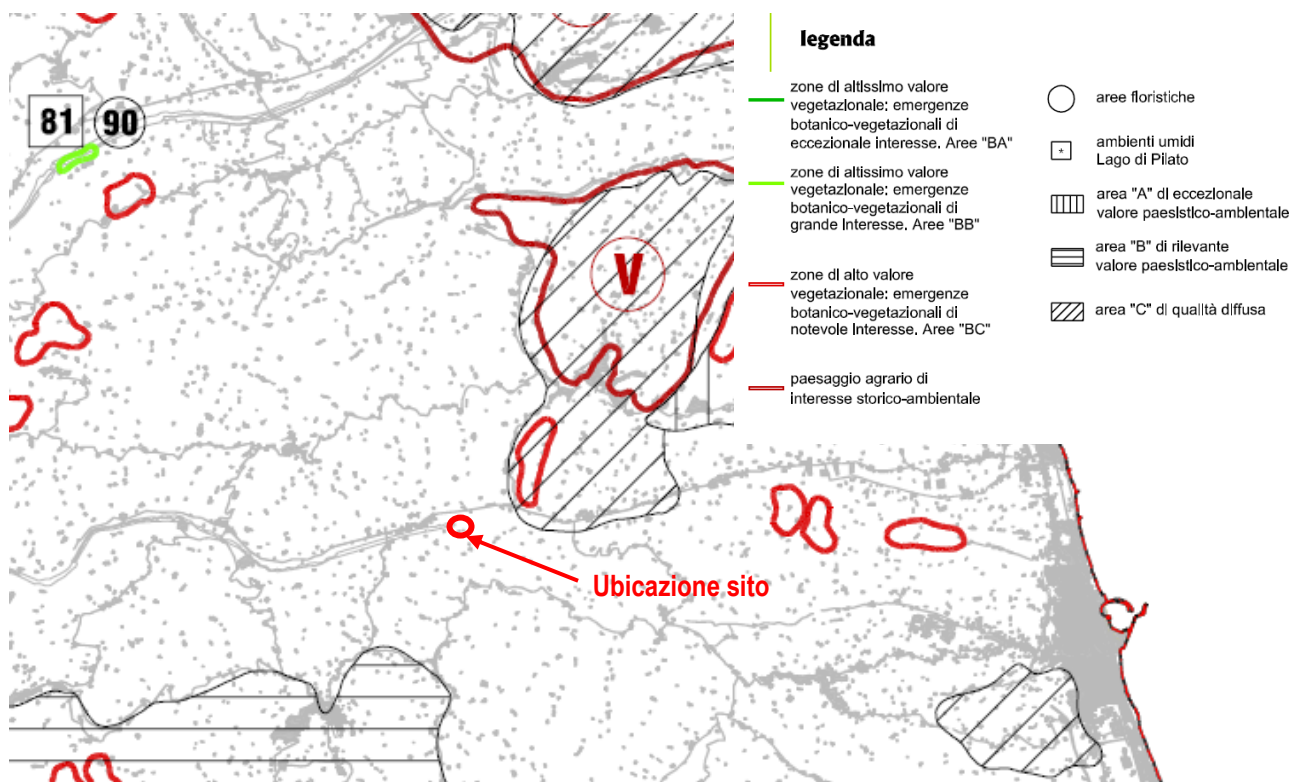 81
90
V
Ubicazione sito
legenda
zone di altissimo valore
vegetazionale; emergenze
botanico-vegetazionali di
eccezionale interesse. Aree "BA"
zone di altissimo valore
vegetazionale; emergenze
botanico-vegetazionali di
grande interesse. Aree "BB"
zone di alto valore
vegetazionale; emergenze
botanico-vegetazionali di
notevole interesse. Aree "BC"
paesaggio agrario di
interesse storico-ambientale
aree floristiche
*
ambienti umidi
Lago di Pilato
area "A" di eccezionale
valore paesistico-ambientale
area "B" di rilevante
valore paesistico-ambientale
area "C" di qualità diffusa